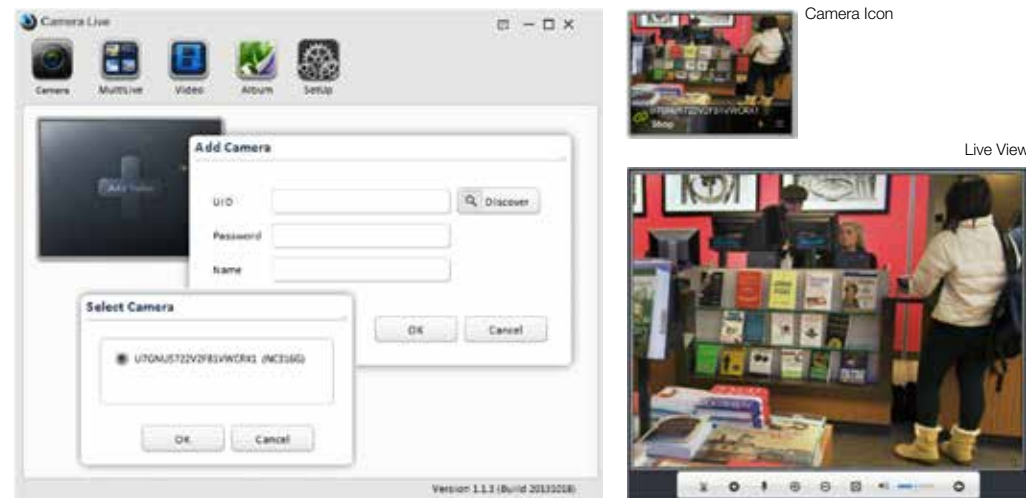 Camera Live
Camera
MultiLive
Video
Album
SetUp
Add Camera
UID
Discover
Password
Name
OK
Cancel
Select Camera
(NC316G)
OK
Cancel
Version 1.1.3 (Build 20131018)
Camera Icon
Shop
Live View